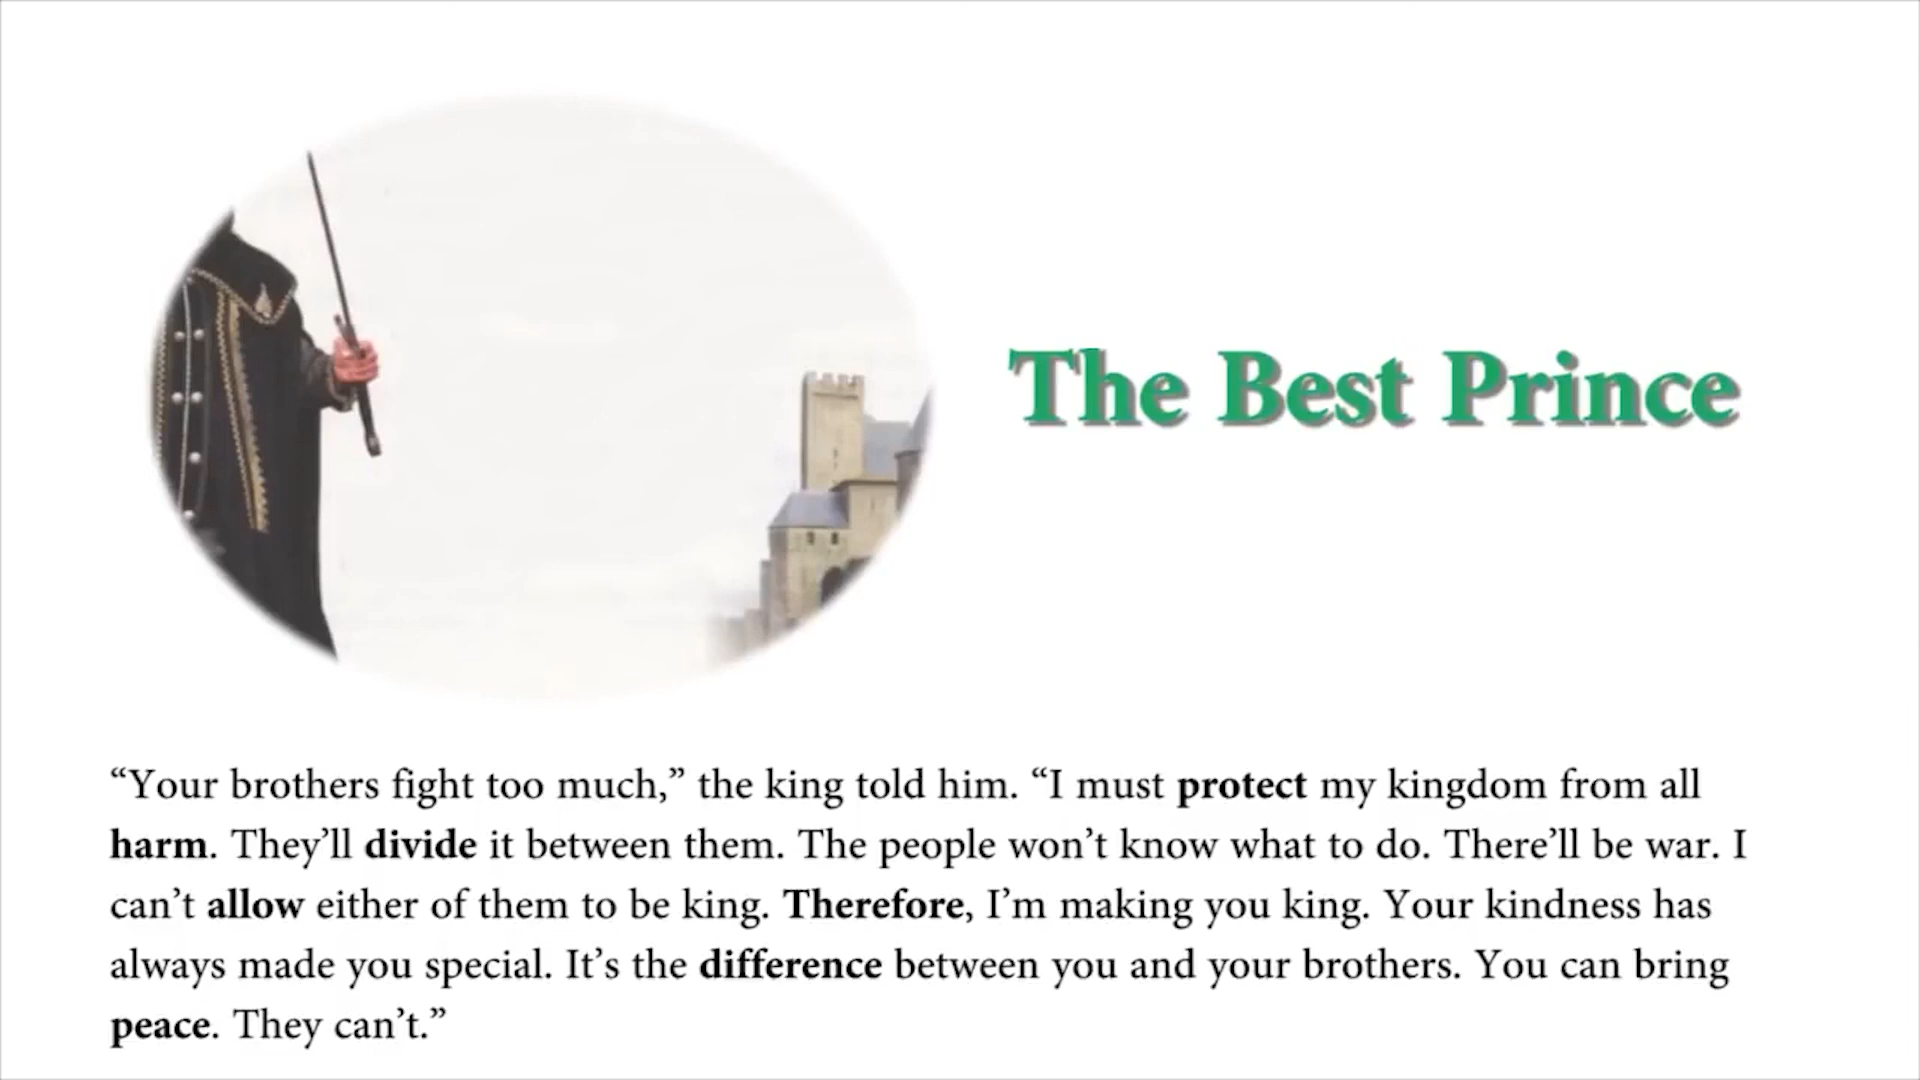 The Best Prince
“Your brothers fight too much,” the king told him. “I must protect my kingdom from all
harm. They’ll divide it between them. The people won’t know what to do. There’ll be war. I
can’t allow either of them to be king. Therefore, I’m making you king. Your kindness has
always made you special. It’s the difference between you and your brothers. You can bring
peace. They can’t.”